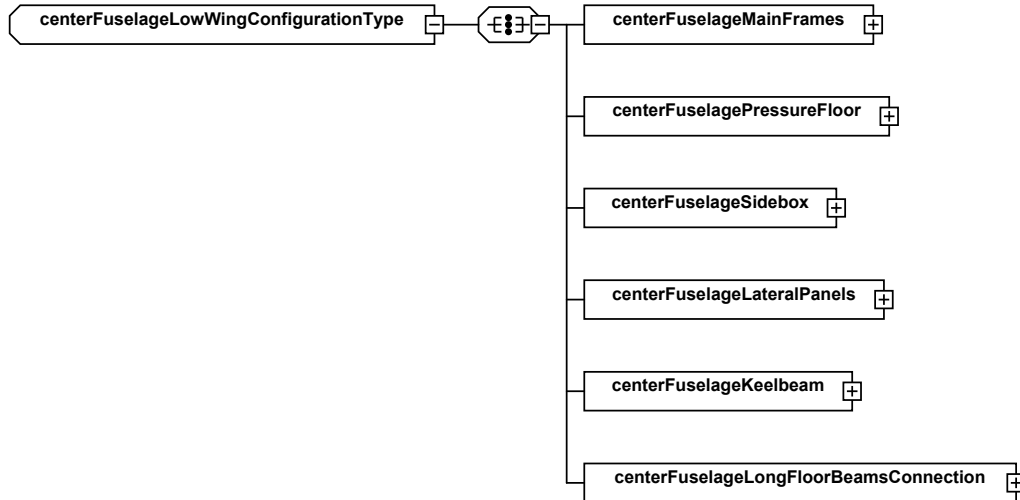 centerFuselageLowWingConfigurationType
centerFuselageMainFrames
centerFuselagePressureFloor
centerFuselageSidebox
centerFuselageLateralPanels
centerFuselageKeelbeam
centerFuselageLongFloorBeamsConnection